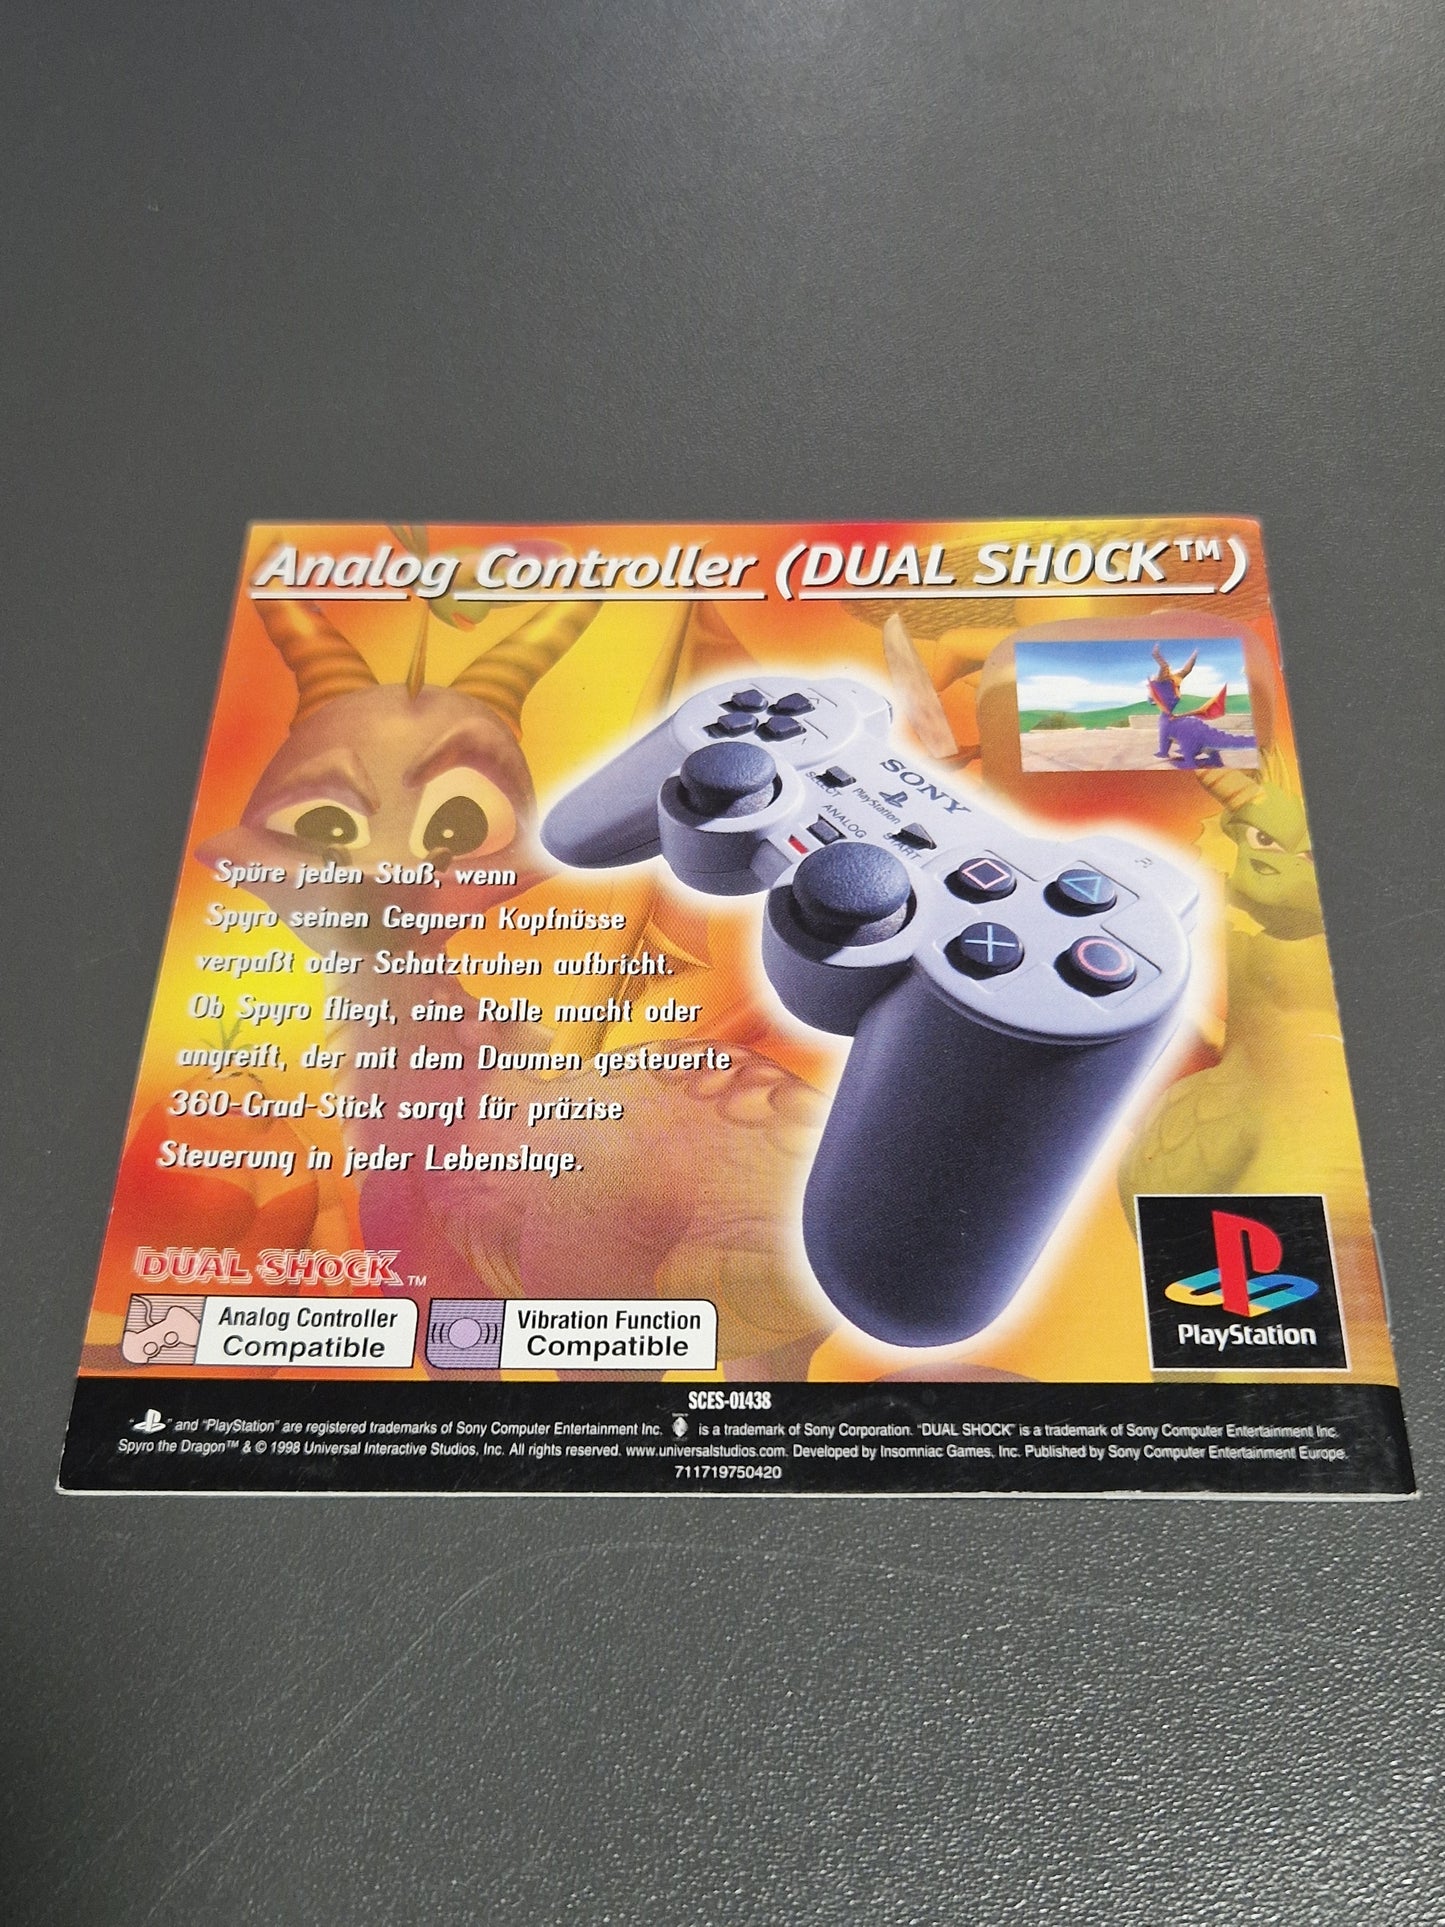 Analog Controller (DUAL SHOCK™)
SONY
PlayStation
SELECT
ANALOG
START
Spüre jeden Stoß, wenn
Spyro seinen Gegnern Kopfnüsse
verpaßt oder Schatztruhen aufbricht.
Ob Spyro fliegt, eine Rolle macht oder
angreift, der mit dem Daumen gesteuerte
360-Grad-Stick sorgt für präzise
Steuerung in jeder Lebenslage.
DUAL SHOCK™
Analog Controller
Compatible
Vibration Function
Compatible
PlayStation
SCES-01438
" " and "PlayStation" are registered trademarks of Sony Computer Entertainment Inc. is a trademark of Sony Corporation. "DUAL SHOCK" is a trademark of Sony Computer Entertainment Inc.
Spyro the Dragon™ & © 1998 Universal Interactive Studios, Inc. All rights reserved. www.universalstudios.com. Developed by Insomniac Games, Inc. Published by Sony Computer Entertainment Europe.
711719750420